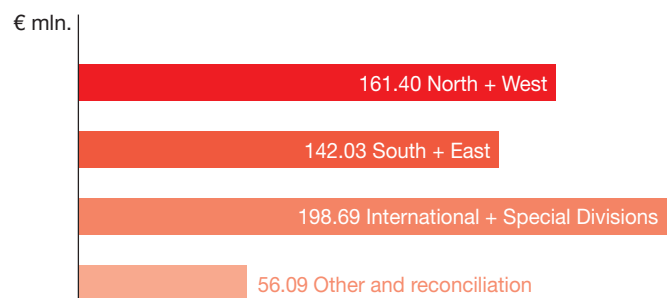 € mln.
161.40 North + West
142.03 South + East
198.69 International + Special Divisions
56.09 Other and reconciliation